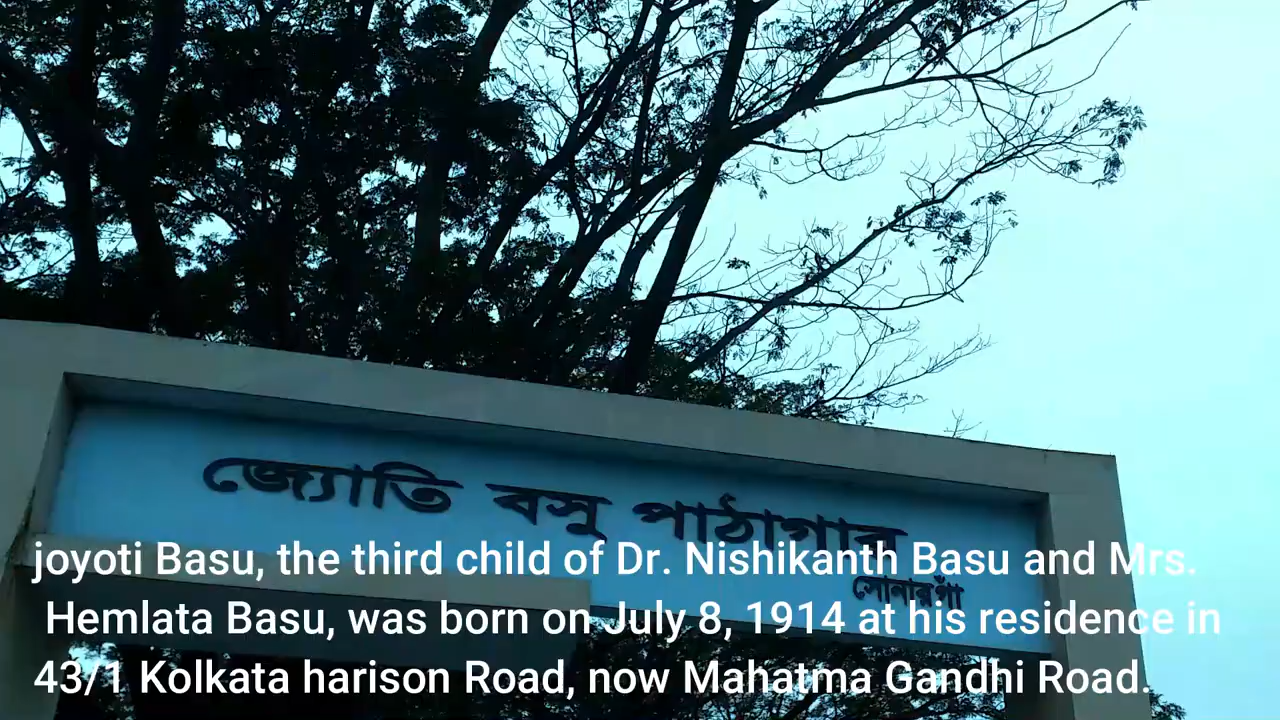 জ্যোতি বসু পাঠাগার
সোনারগাঁ
joyoti Basu, the third child of Dr. Nishikanth Basu and Mrs.
Hemlata Basu, was born on July 8, 1914 at his residence in
43/1 Kolkata harison Road, now Mahatma Gandhi Road.